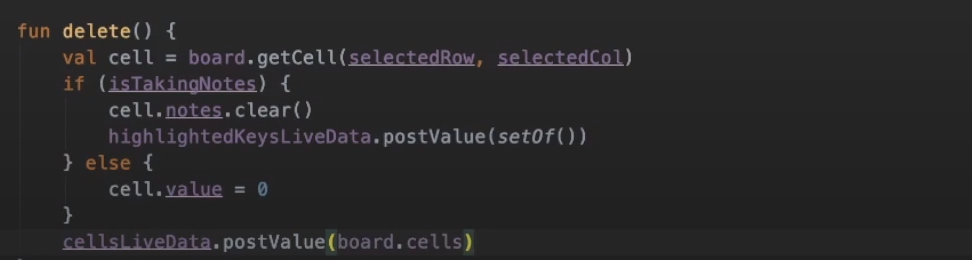 fun delete() {
    val cell = board.getCell(selectedRow, selectedCol)
    if (isTakingNotes) {
        cell.notes.clear()
        highlightedKeysLiveData.postValue(setOf())
    } else {
        cell.value = 0
    }
    cellsLiveData.postValue(board.cells)